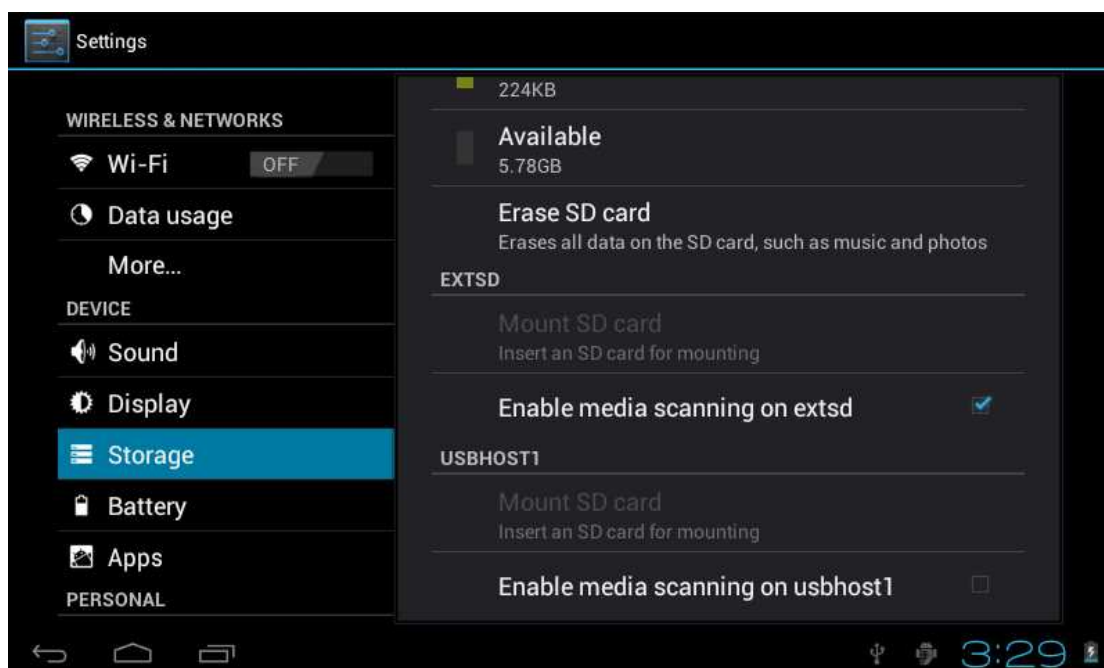 Settings
WIRELESS & NETWORKS
Wi-Fi
OFF
Data usage
More...
DEVICE
Sound
Display
Storage
Battery
Apps
PERSONAL
224KB
Available
5.78GB
Erase SD card
Erases all data on the SD card, such as music and photos
EXTSD
Mount SD card
Insert an SD card for mounting
Enable media scanning on extsd
USBHOST1
Mount SD card
Insert an SD card for mounting
Enable media scanning on usbhost1
3:29